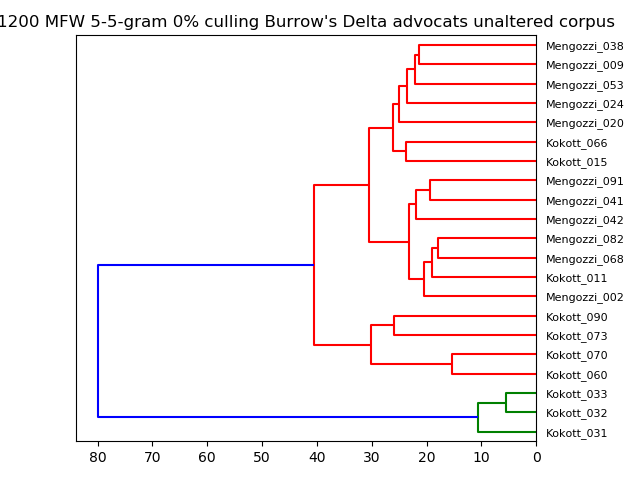 1200 MFW 5-5-gram 0% culling Burrow's Delta advocats unaltered corpus
Mengozzi_038
Mengozzi_009
Mengozzi_053
Mengozzi_024
Mengozzi_020
Kokott_066
Kokott_015
Mengozzi_091
Mengozzi_041
Mengozzi_042
Mengozzi_082
Mengozzi_068
Kokott_011
Mengozzi_002
Kokott_090
Kokott_073
Kokott_070
Kokott_060
Kokott_033
Kokott_032
Kokott_031
80 70 60 50 40 30 20 10 0